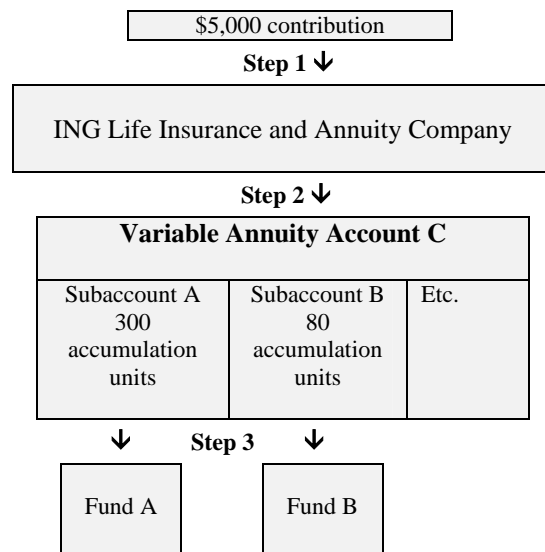 $5,000 contribution
Step 1 ↓
ING Life Insurance and Annuity Company
Step 2 ↓
Variable Annuity Account C
Subaccount A
300
accumulation
units
Subaccount B
80
accumulation
units
Etc.
↓ Step 3 ↓
Fund A
Fund B